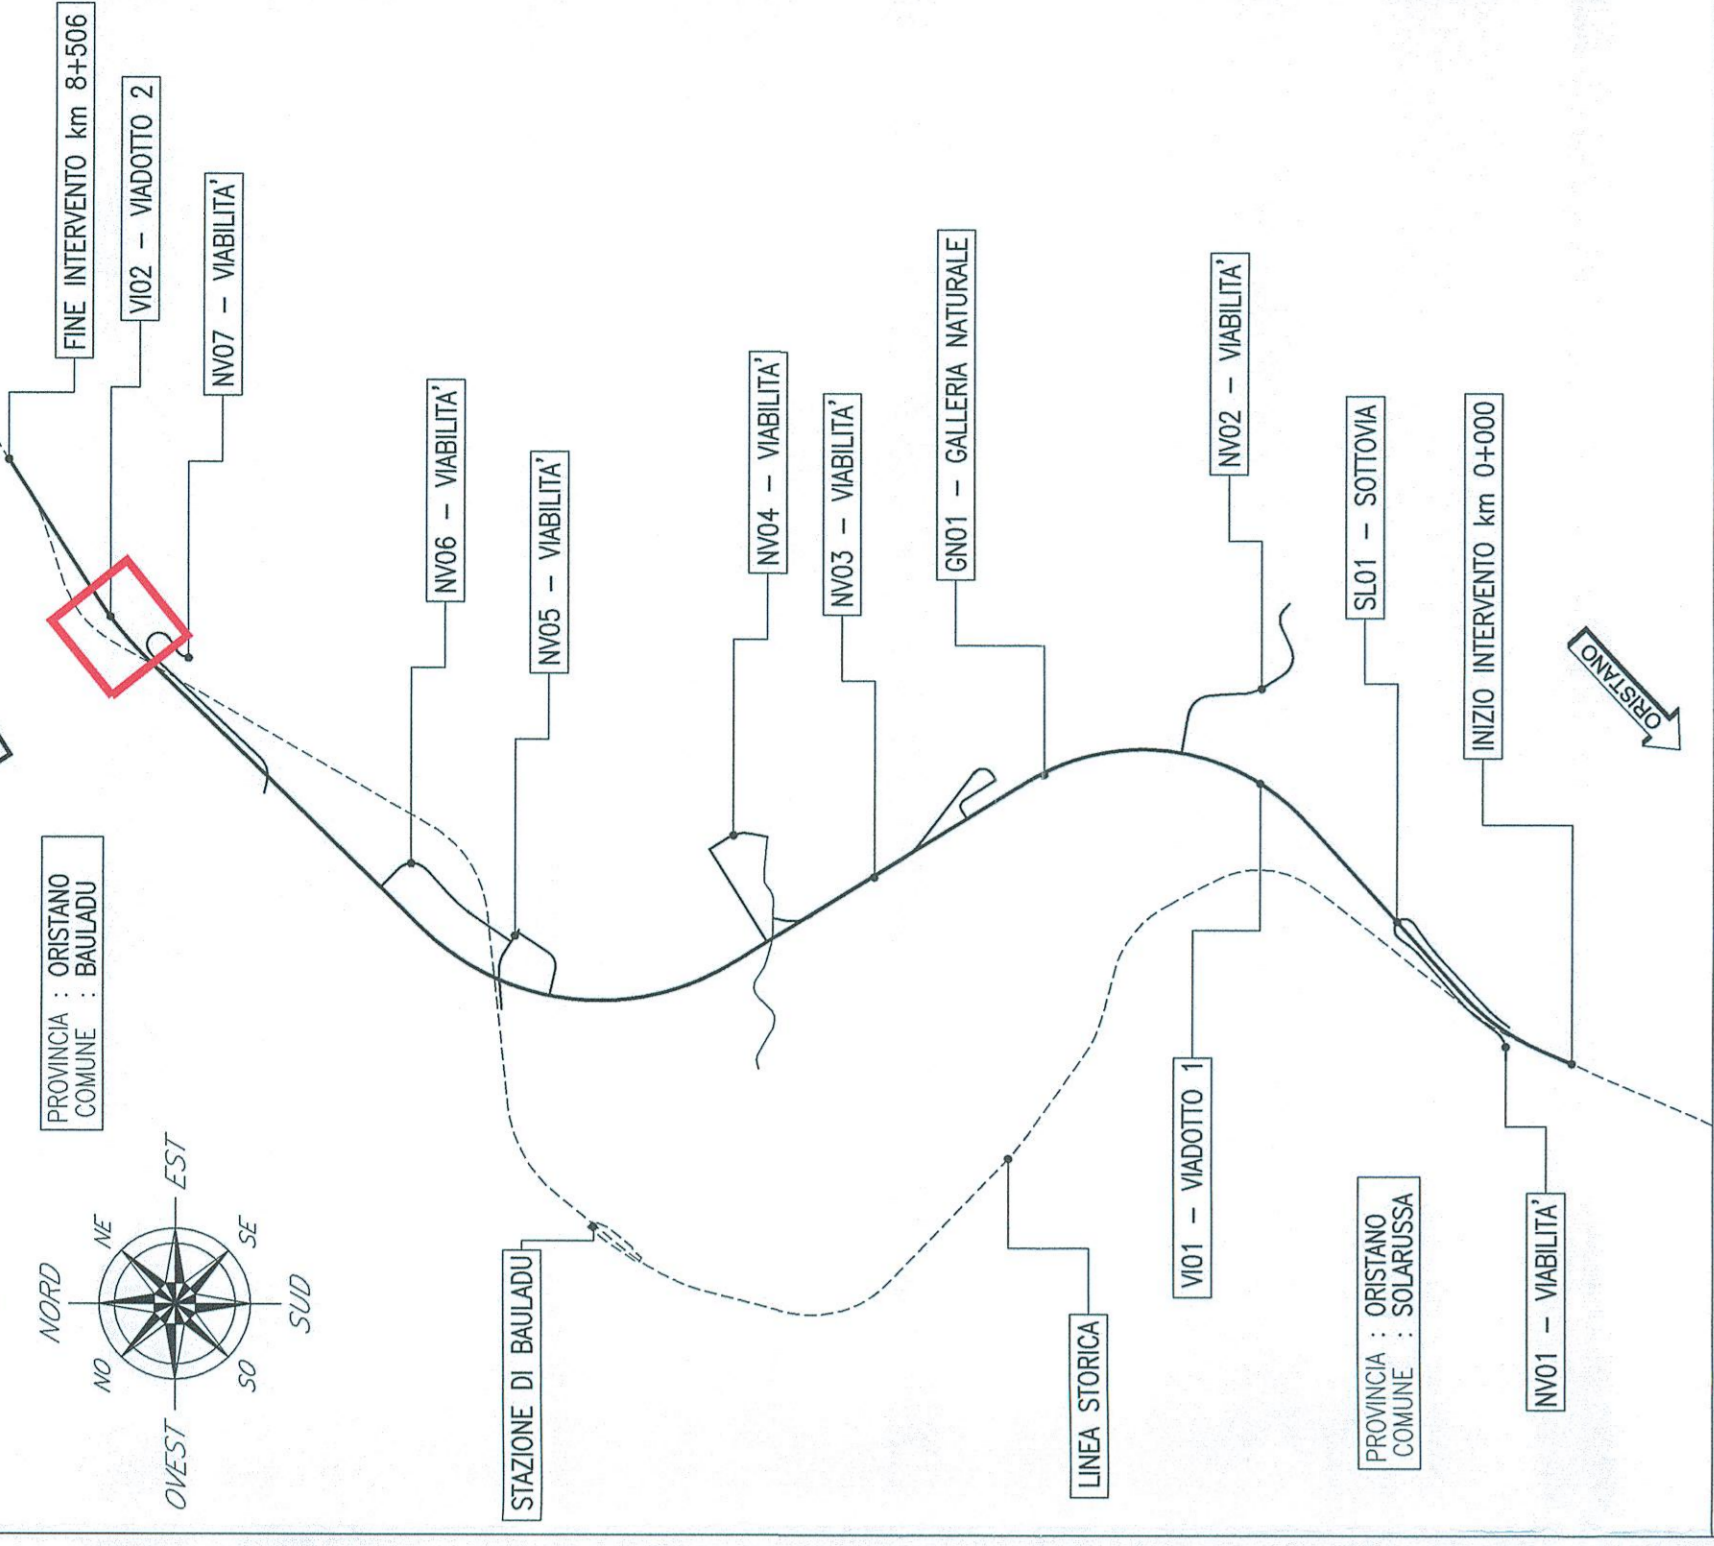 FINE INTERVENTO km 8+506
VI02 – VIADOTTO 2
NV07 – VIABILITA'
NV06 – VIABILITA'
NV05 – VIABILITA'
NV04 – VIABILITA'
NV03 – VIABILITA'
GN01 – GALLERIA NATURALE
NV02 – VIABILITA'
SL01 – SOTTOVIA
INIZIO INTERVENTO km 0+000
ORISTANO
PROVINCIA : ORISTANO
COMUNE : BAULADU
NORD
NE
EST
SE
SUD
SO
OVEST
NO
STAZIONE DI BAULADU
LINEA STORICA
VI01 – VIADOTTO 1
PROVINCIA : ORISTANO
COMUNE : SOLARUSSA
NV01 – VIABILITA'